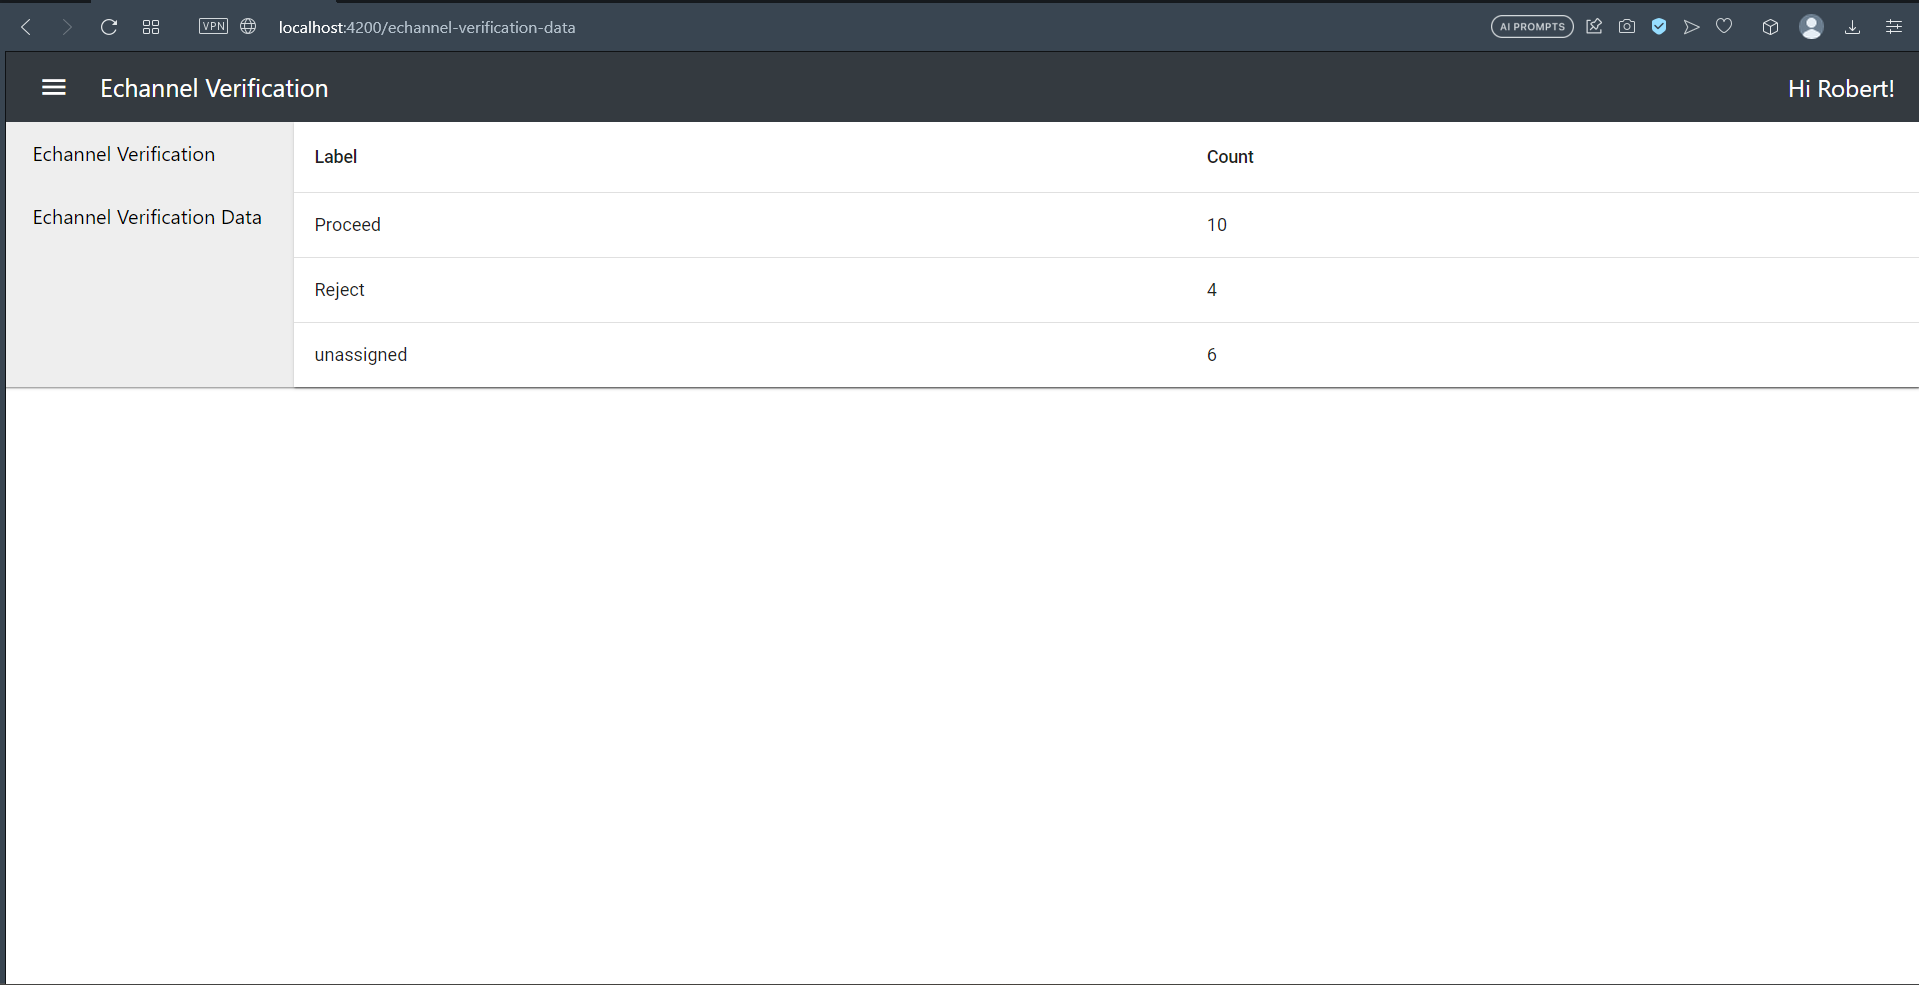 VPN localhost:4200/echannel-verification-data AI PROMPTS
Echannel Verification Hi Robert!
Echannel Verification
Echannel Verification Data
Label Count
Proceed 10
Reject 4
unassigned 6